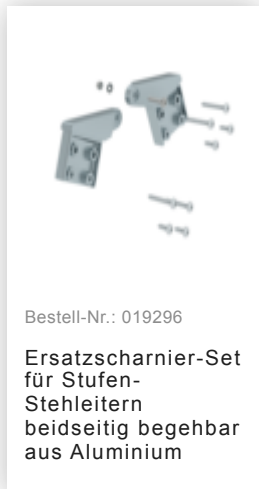 Bestell-Nr.: 019296
Ersatzscharnier-Set
für Stufen-
Stehleitern
beidseitig begehbar
aus Aluminium